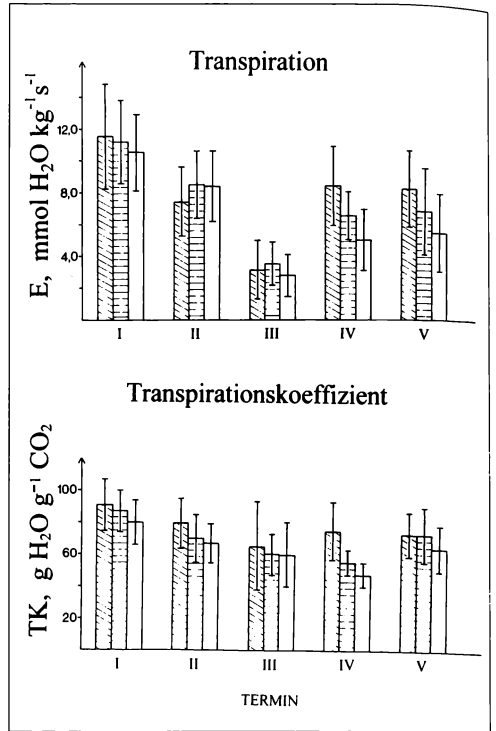 Transpiration
E, mmol H₂O kg⁻¹s⁻¹
12,0
8,0
4,0
I II III IV V
Transpirationskoeffizient
TK, g H₂O g⁻¹ CO₂
100
60
20
I II III IV V
TERMIN